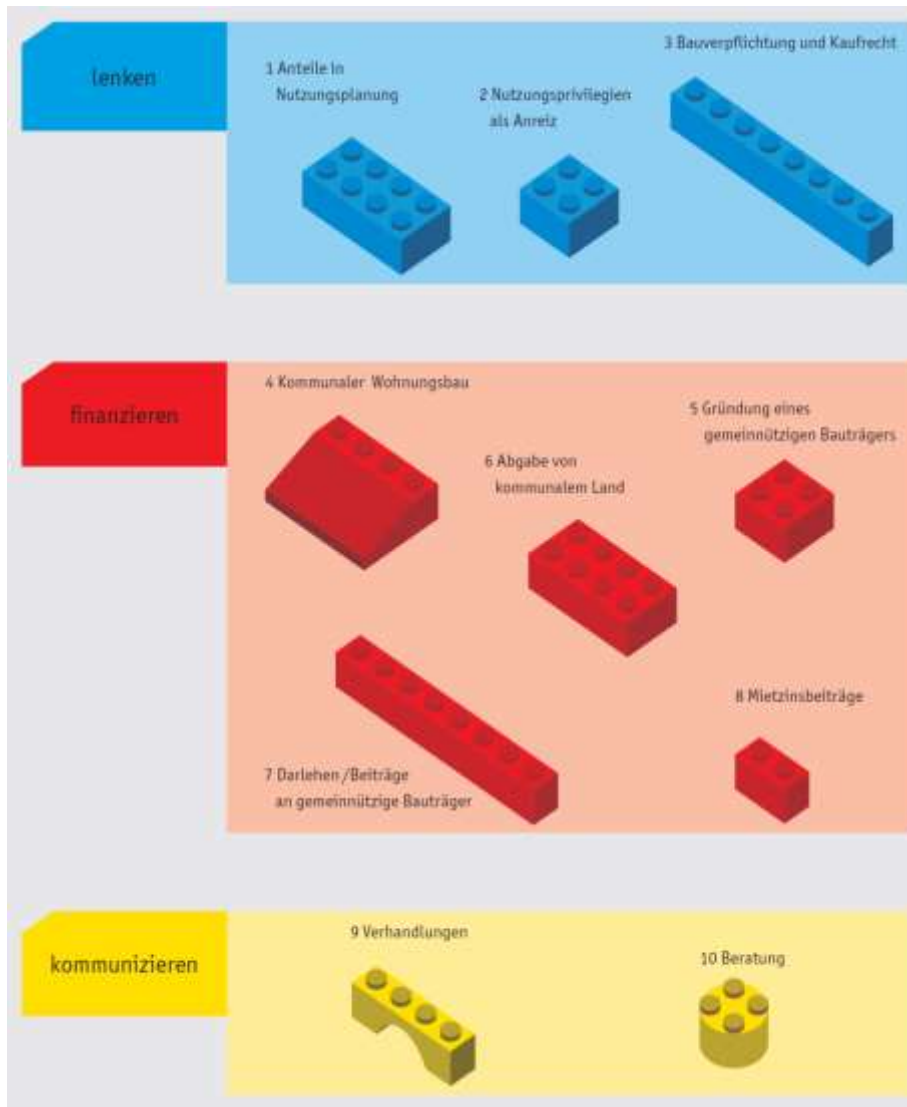 lenken
1 Anteile in
Nutzungsplanung
2 Nutzungsprivilegien
als Anreiz
3 Bauverpflichtung und Kaufrecht
finanzieren
4 Kommunaler Wohnungsbau
5 Gründung eines
gemeinnützigen Bauträgers
6 Abgabe von
kommunalem Land
7 Darlehen /Beiträge
an gemeinnützige Bauträger
8 Mietzinsbeiträge
kommunizieren
9 Verhandlungen
10 Beratung